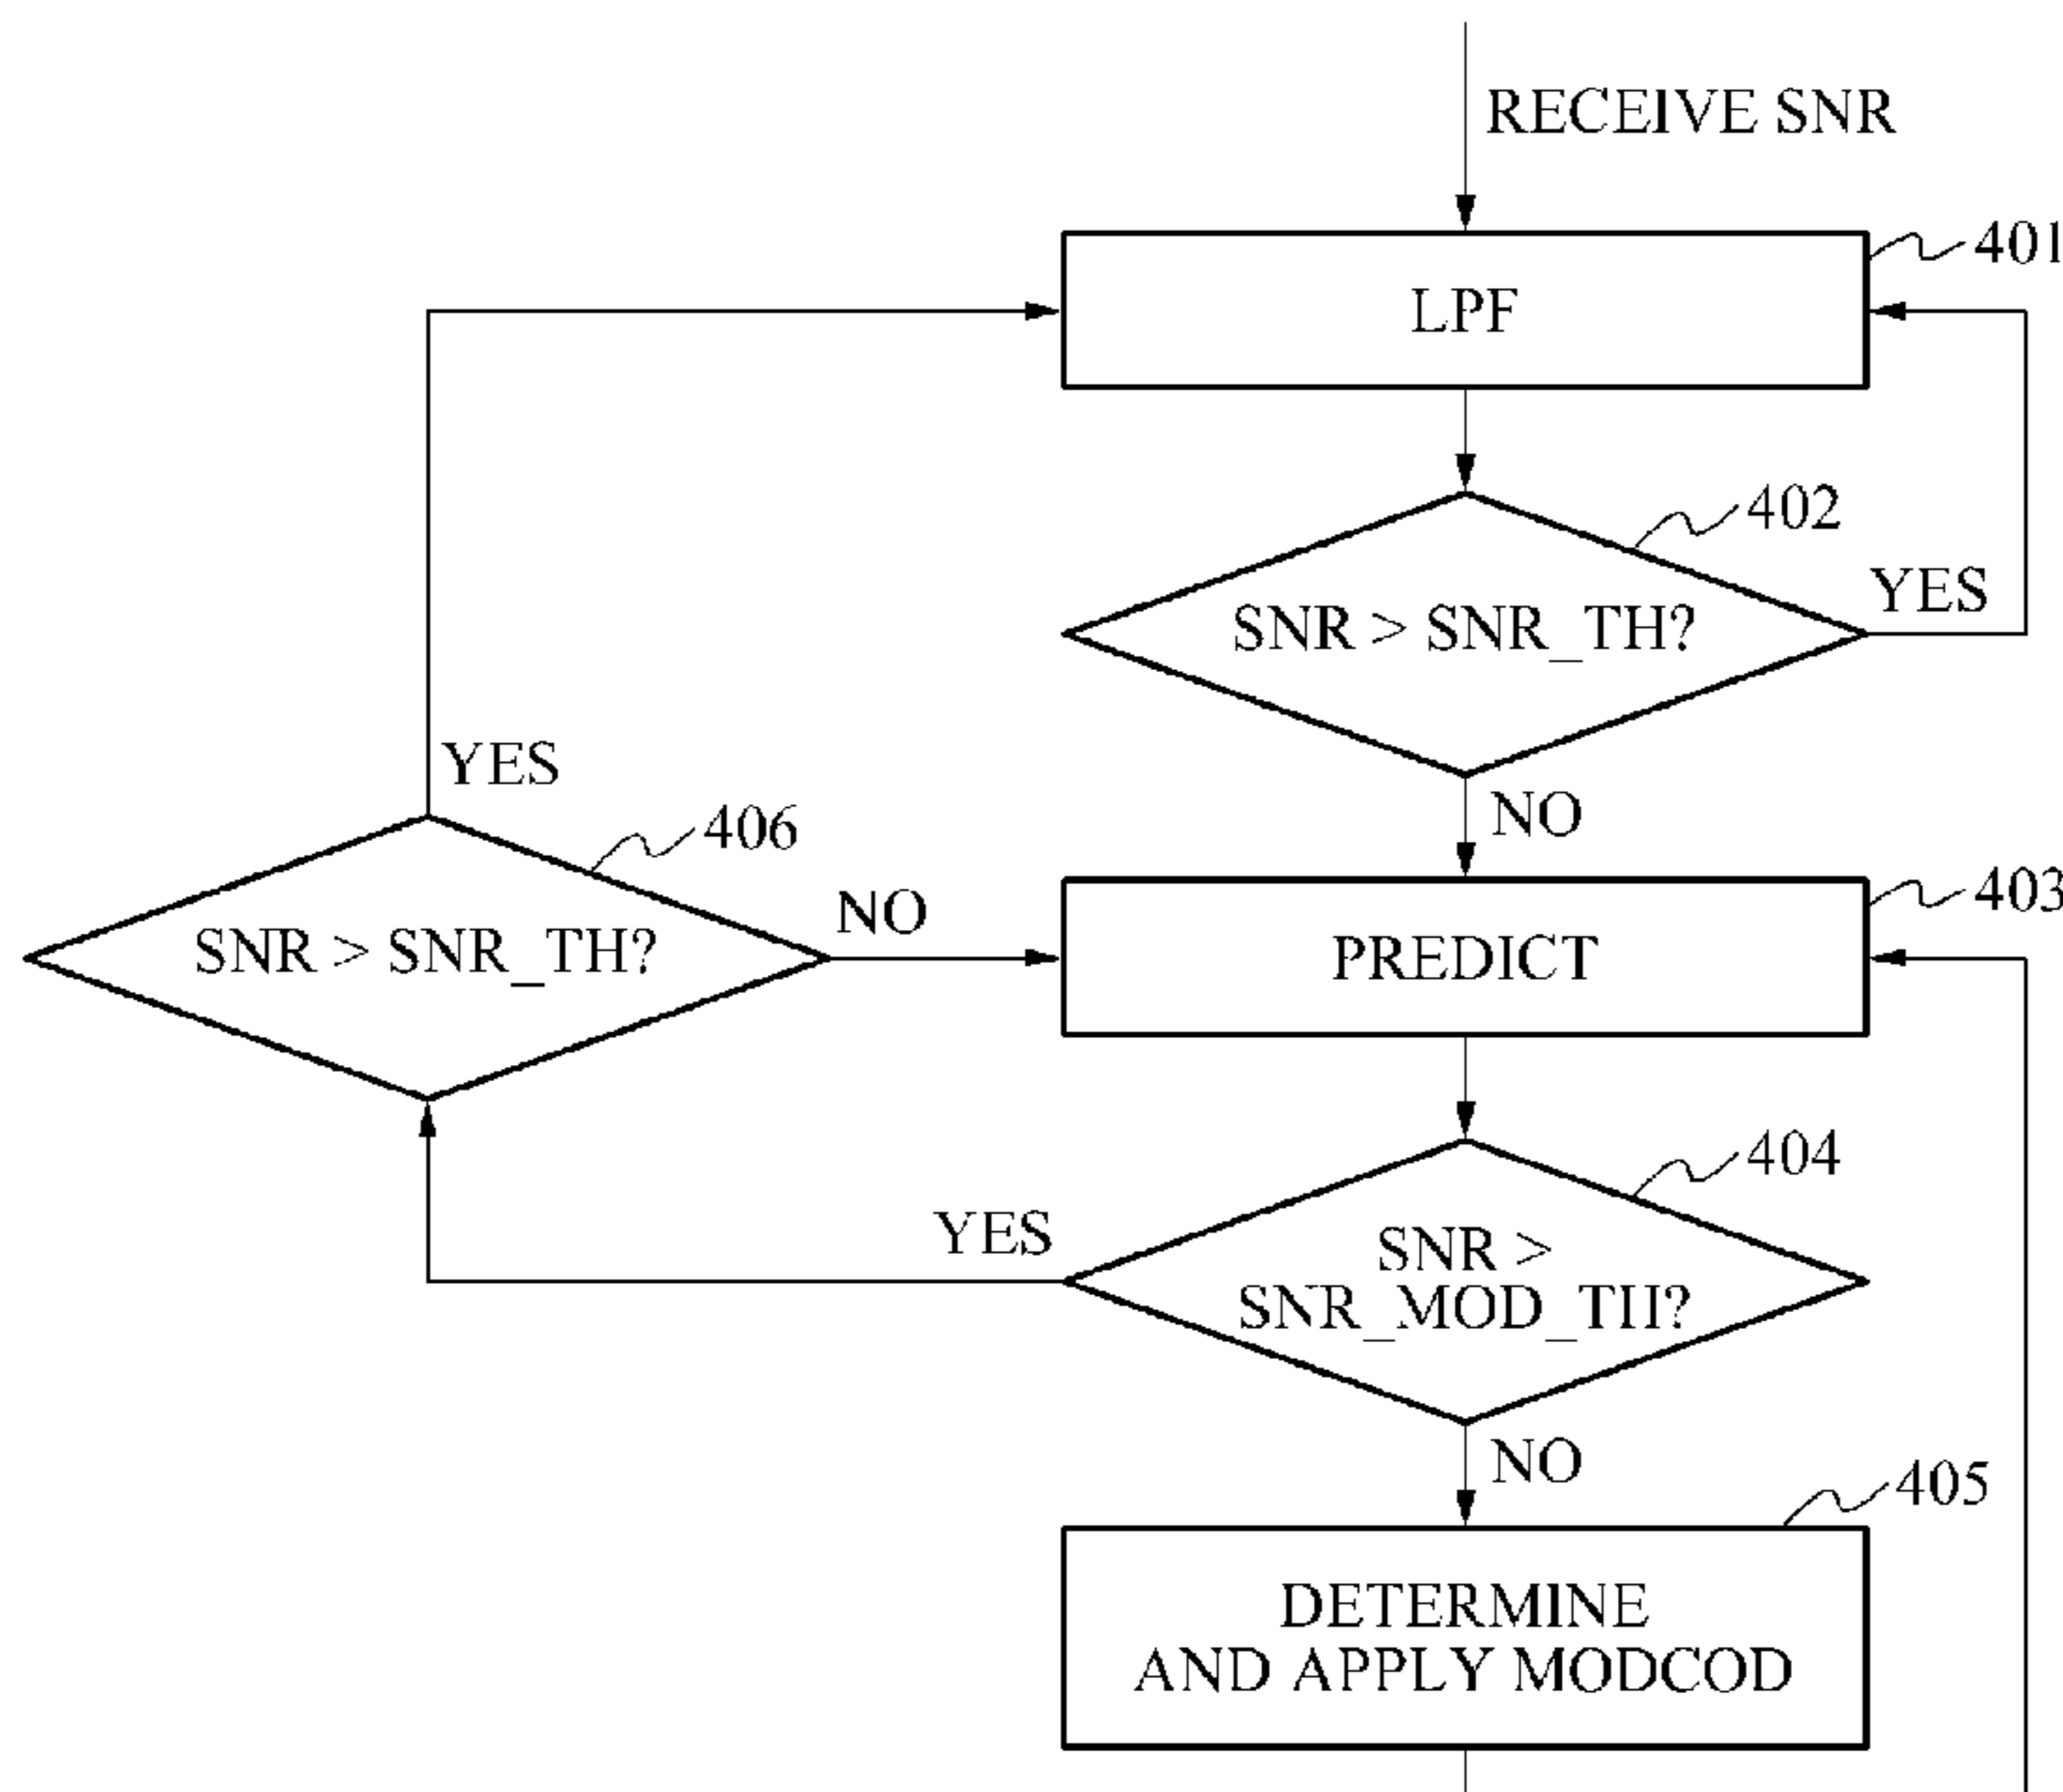 RECEIVE SNR
401
LPF
402
SNR > SNR_TH?
YES
YES
NO
406
SNR > SNR_TH?
NO
403
PREDICT
404
YES
SNR >
SNR_MOD_TH?
NO
405
DETERMINE
AND APPLY MODCOD